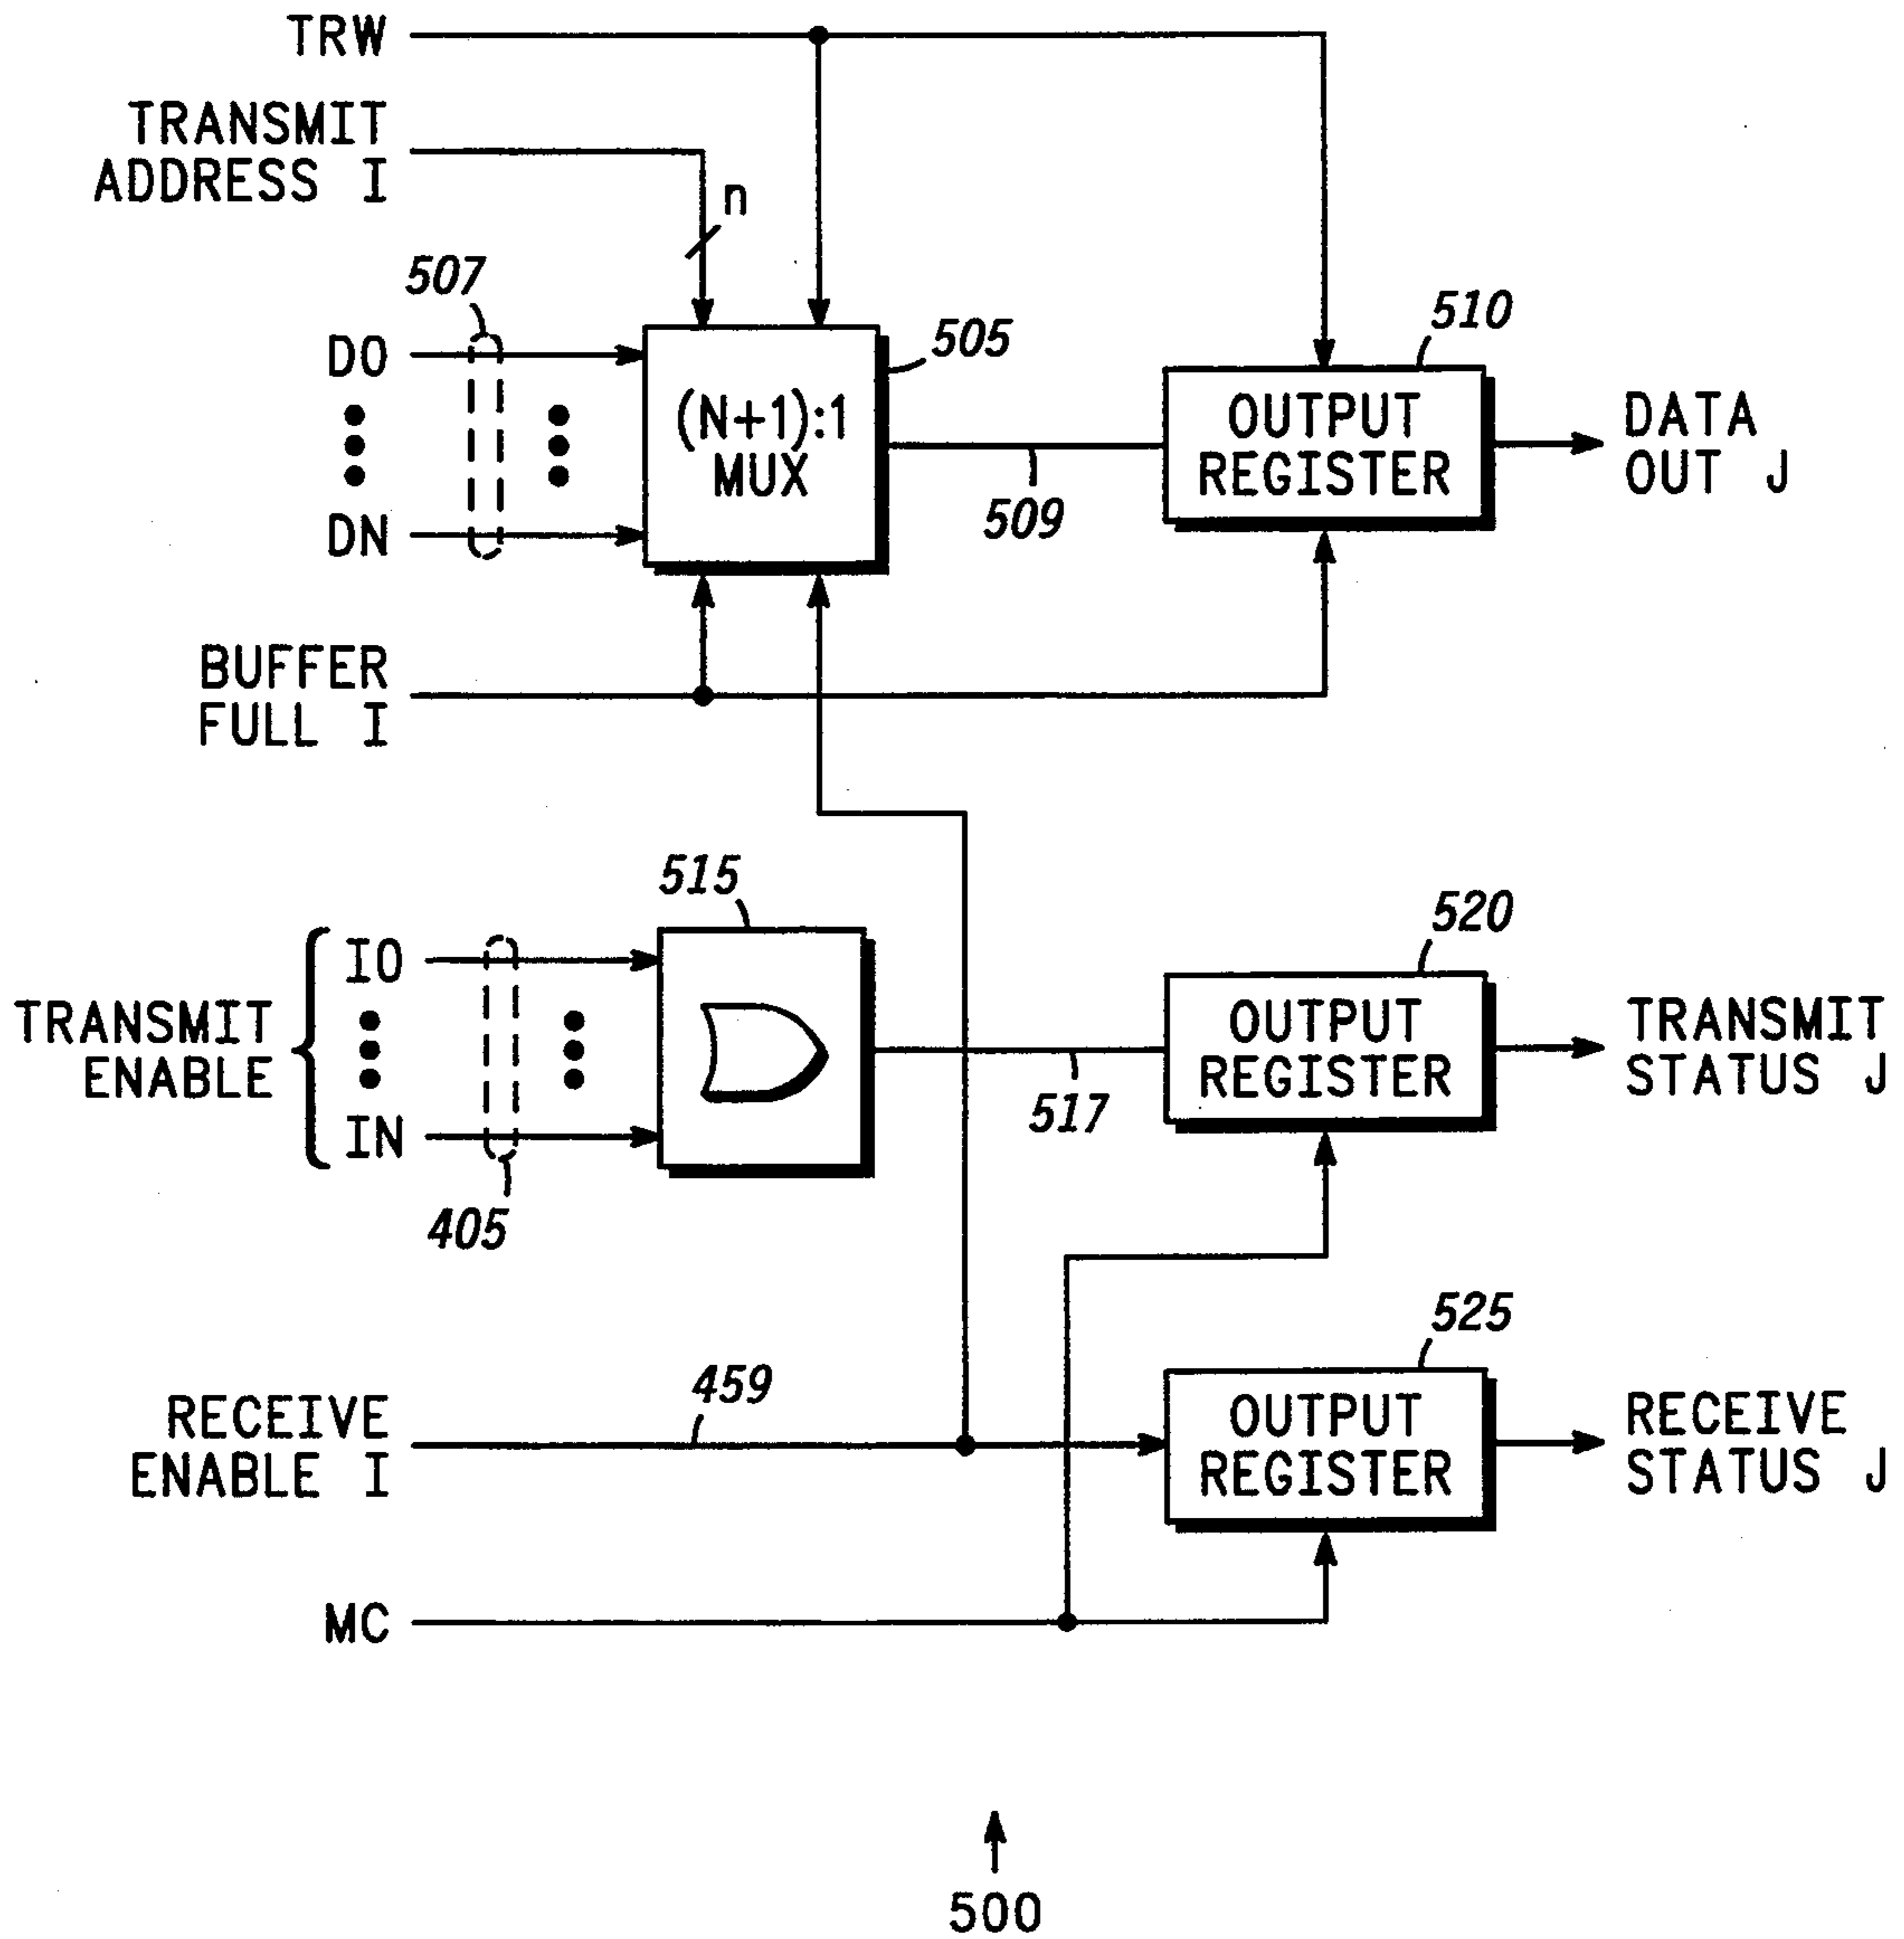 TRW
TRANSMIT
ADDRESS I
n
507
D0
DN
(N+1):1
MUX
505
509
510
OUTPUT
REGISTER
DATA
OUT J
BUFFER
FULL I
515
TRANSMIT
ENABLE
I0
IN
405
517
520
OUTPUT
REGISTER
TRANSMIT
STATUS J
RECEIVE
ENABLE I
459
525
OUTPUT
REGISTER
RECEIVE
STATUS J
MC
500